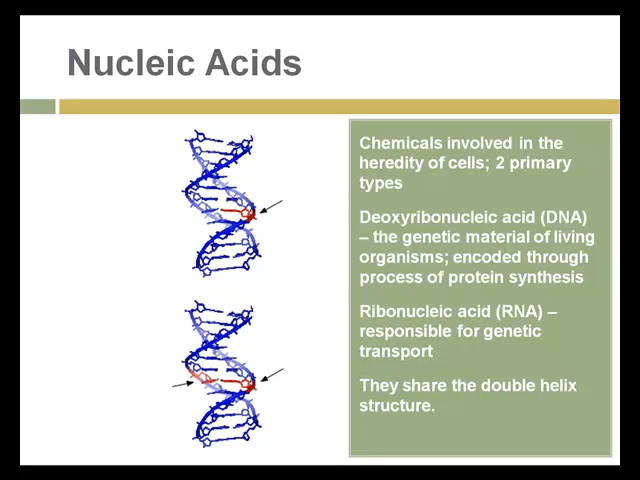 Nucleic Acids
Chemicals involved in the
heredity of cells; 2 primary
types
Deoxyribonucleic acid (DNA)
– the genetic material of living
organisms; encoded through
process of protein synthesis
Ribonucleic acid (RNA) –
responsible for genetic
transport
They share the double helix
structure.